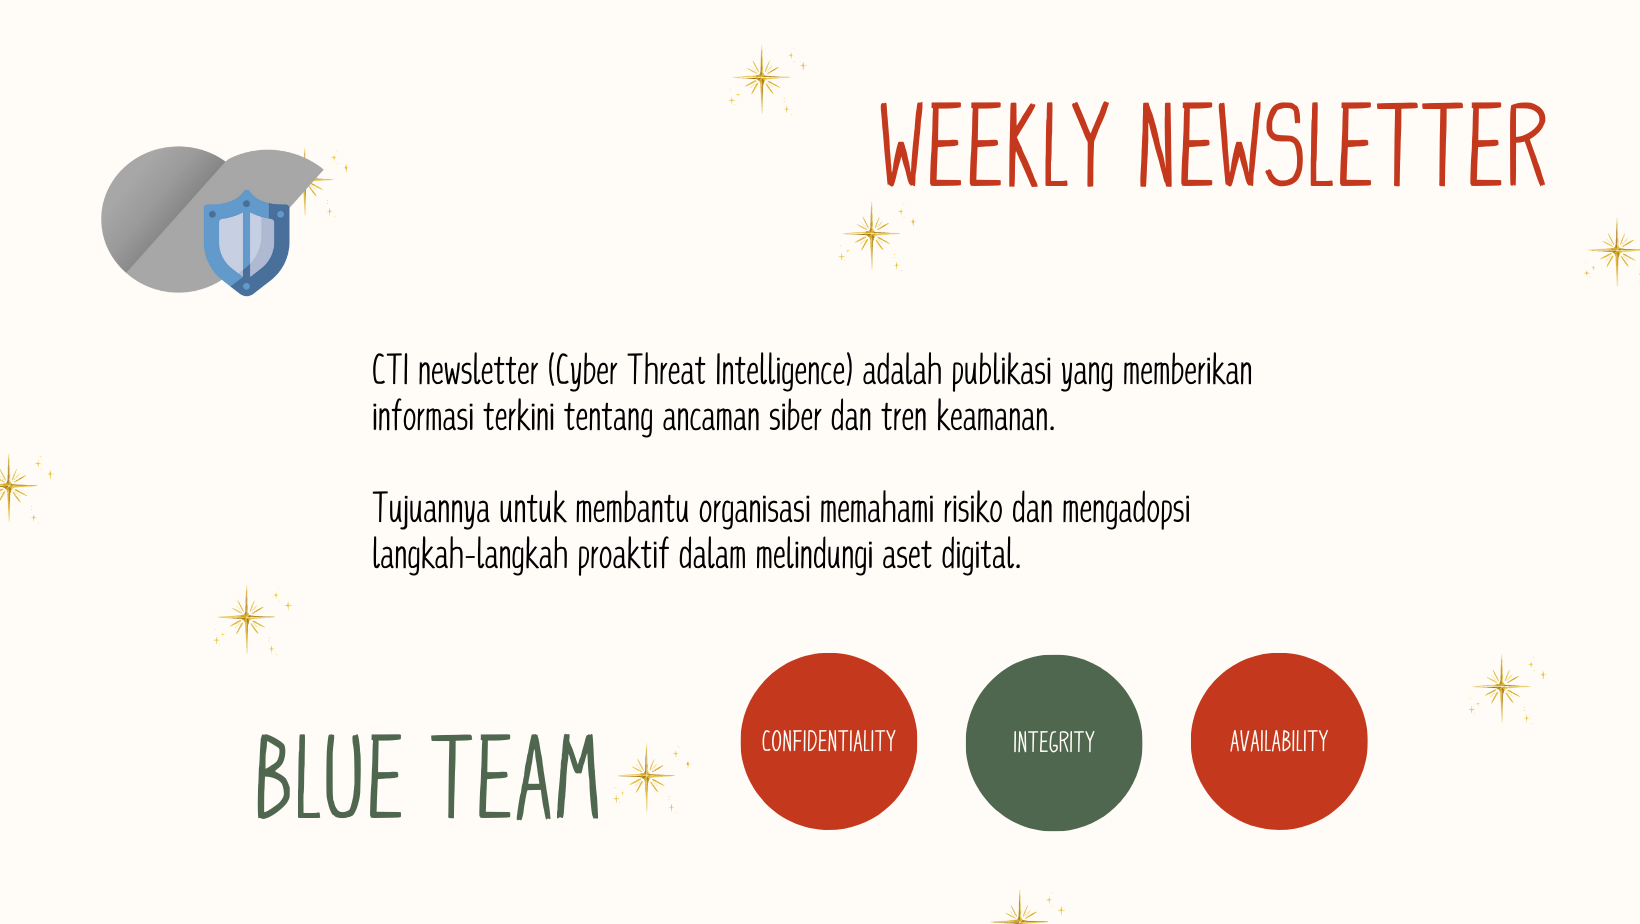 WEEKLY NEWSLETTER
CTI newsletter (Cyber Threat Intelligence) adalah publikasi yang memberikan
informasi terkini tentang ancaman siber dan tren keamanan.
Tujuannya untuk membantu organisasi memahami risiko dan mengadopsi
langkah-langkah proaktif dalam melindungi aset digital.
BLUE TEAM
CONFIDENTIALITY
INTEGRITY
AVAILABILITY